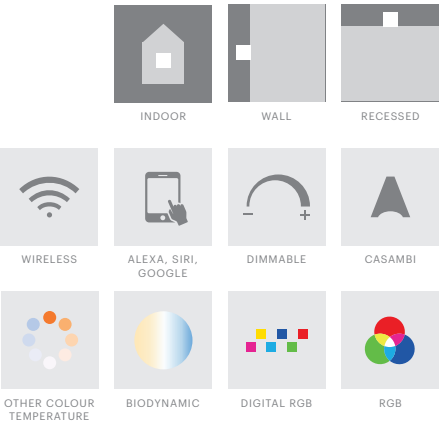 INDOOR
WALL
RECESSED
WIRELESS
ALEXA, SIRI,
GOOGLE
DIMMABLE
CASAMBI
OTHER COLOUR
TEMPERATURE
BIODYNAMIC
DIGITAL RGB
RGB